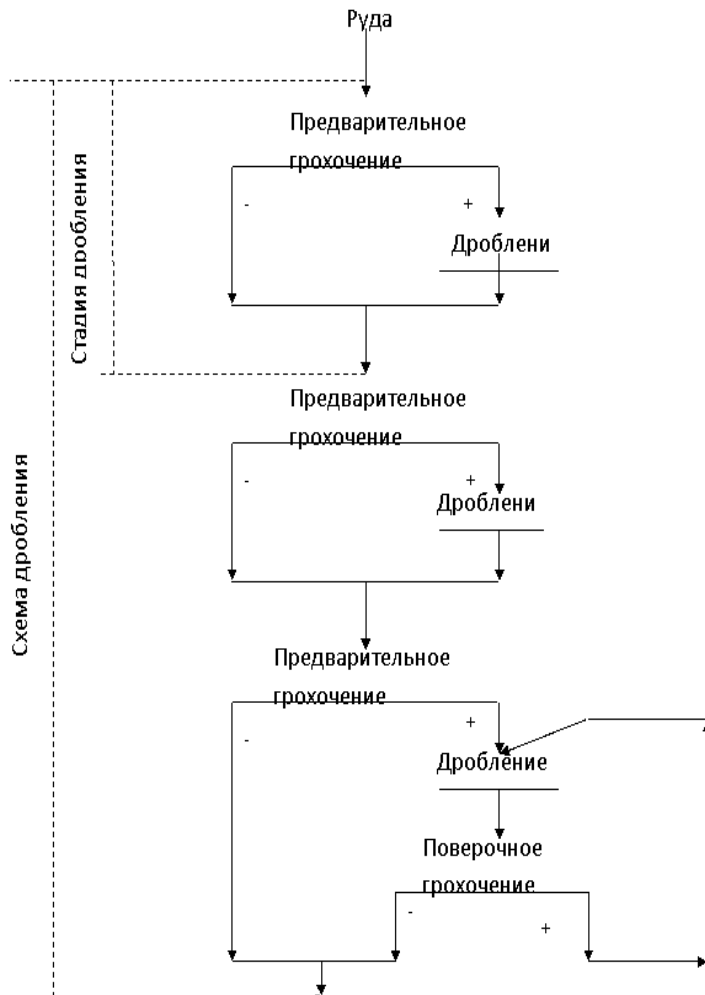 Руда
Предварительное
грохочение
-
+
Дроблени
Стадия дробления
Предварительное
грохочение
-
+
Дроблени
Схема дробления
Предварительное
грохочение
-
+
Дробление
Поверочное
грохочение
-
+